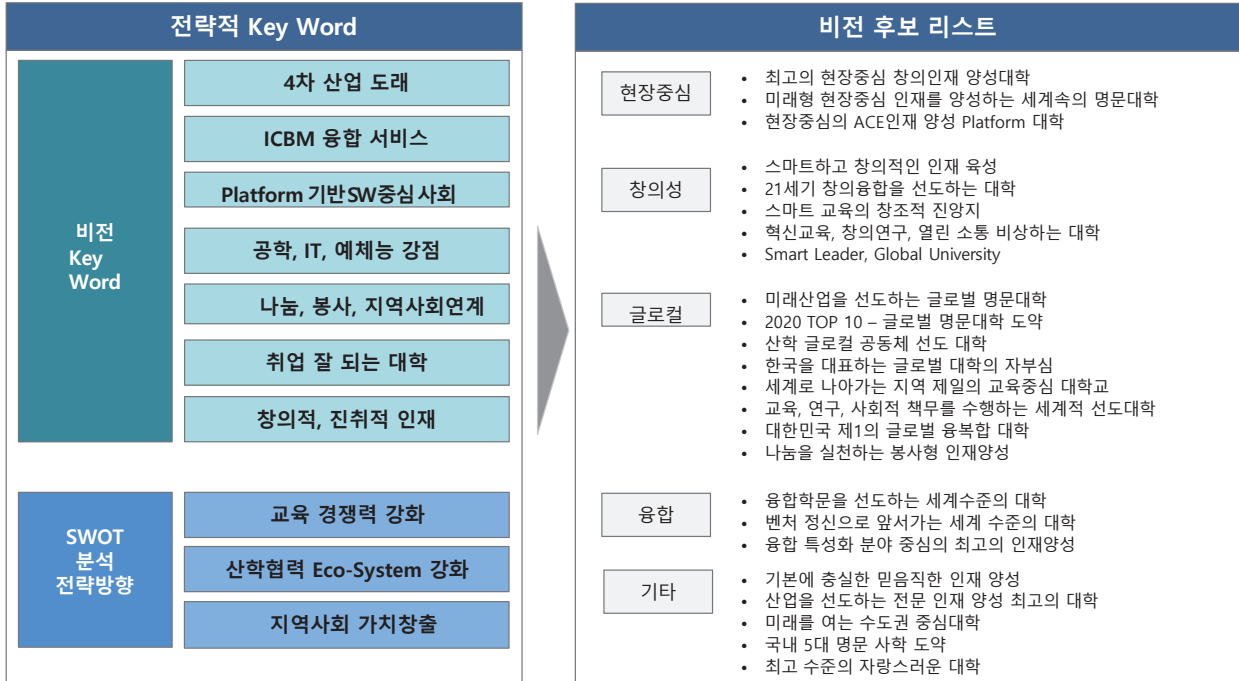 전략적 Key Word
비전
Key
Word
4차 산업 도래
ICBM 융합 서비스
Platform 기반SW중심사회
공학, IT, 예체능 강점
나눔, 봉사, 지역사회연계
취업 잘 되는 대학
창의적, 진취적 인재
SWOT
분석
전략방향
교육 경쟁력 강화
산학협력 Eco-System 강화
지역사회 가치창출
비전 후보 리스트
현장중심
• 최고의 현장중심 창의인재 양성대학
• 미래형 현장중심 인재를 양성하는 세계속의 명문대학
• 현장중심의 ACE인재 양성 Platform 대학
창의성
• 스마트하고 창의적인 인재 육성
• 21세기 창의융합을 선도하는 대학
• 스마트 교육의 창조적 진앙지
• 혁신교육, 창의연구, 열린 소통 비상하는 대학
• Smart Leader, Global University
글로컬
• 미래산업을 선도하는 글로벌 명문대학
• 2020 TOP 10 – 글로벌 명문대학 도약
• 산학 글로컬 공동체 선도 대학
• 한국을 대표하는 글로벌 대학의 자부심
• 세계로 나아가는 지역 제일의 교육중심 대학교
• 교육, 연구, 사회적 책무를 수행하는 세계적 선도대학
• 대한민국 제1의 글로벌 융복합 대학
• 나눔을 실천하는 봉사형 인재양성
융합
• 융합학문을 선도하는 세계수준의 대학
• 벤처 정신으로 앞서가는 세계 수준의 대학
• 융합 특성화 분야 중심의 최고의 인재양성
기타
• 기본에 충실한 믿음직한 인재 양성
• 산업을 선도하는 전문 인재 양성 최고의 대학
• 미래를 여는 수도권 중심대학
• 국내 5대 명문 사학 도약
• 최고 수준의 자랑스러운 대학